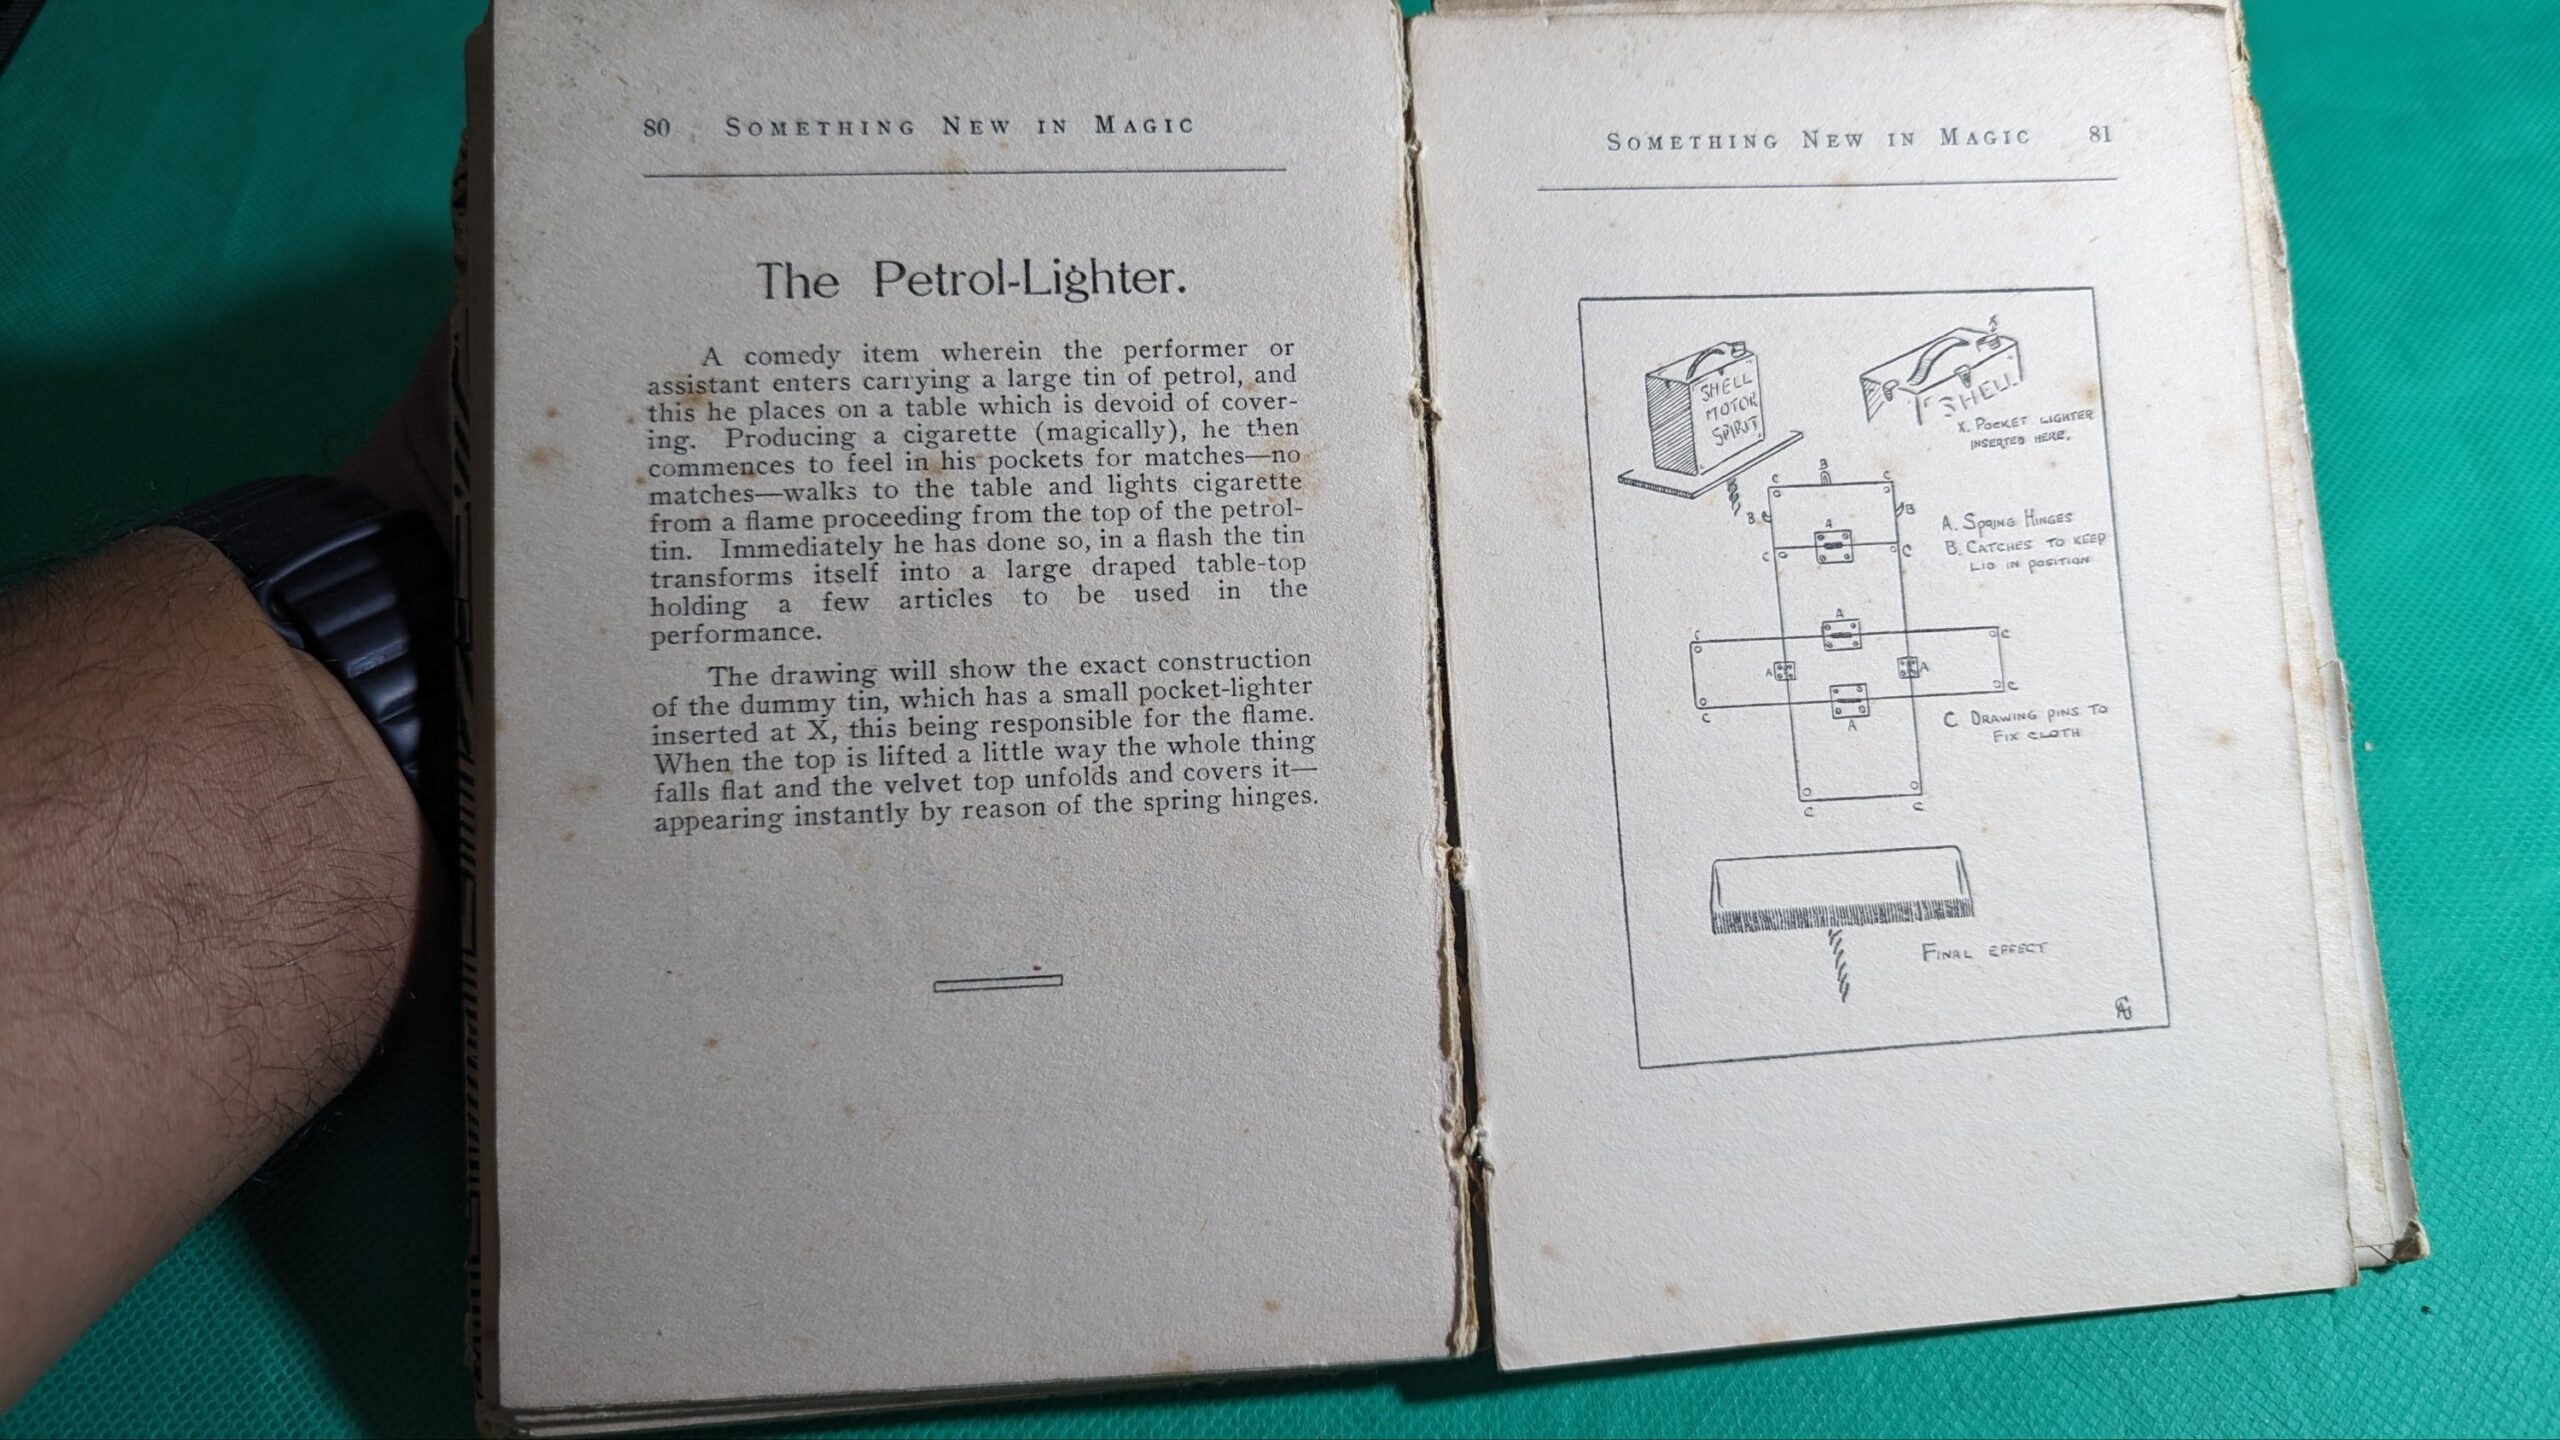 80 SOMETHING NEW IN MAGIC
The Petrol-Lighter.
A comedy item wherein the performer or
assistant enters carrying a large tin of petrol, and
this he places on a table which is devoid of cover-
ing. Producing a cigarette (magically), he then
commences to feel in his pockets for matches—no
matches—walks to the table and lights cigarette
from a flame proceeding from the top of the petrol-
tin. Immediately he has done so, in a flash the tin
transforms itself into a large draped table-top
holding a few articles to be used in the
performance.
The drawing will show the exact construction
of the dummy tin, which has a small pocket-lighter
inserted at X, this being responsible for the flame.
When the top is lifted a little way the whole thing
falls flat and the velvet top unfolds and covers it—
appearing instantly by reason of the spring hinges.
SOMETHING NEW IN MAGIC 81
SHELL
MOTOR
SPIRIT
X
SHELL
X. POCKET LIGHTER
INSERTED HERE.
B
C C
B B
A
C C
A. SPRING HINGES
B. CATCHES TO KEEP
LID IN POSITION
A
C C
A A
C C
A
C DRAWING PINS TO
FIX CLOTH
C C
FINAL EFFECT